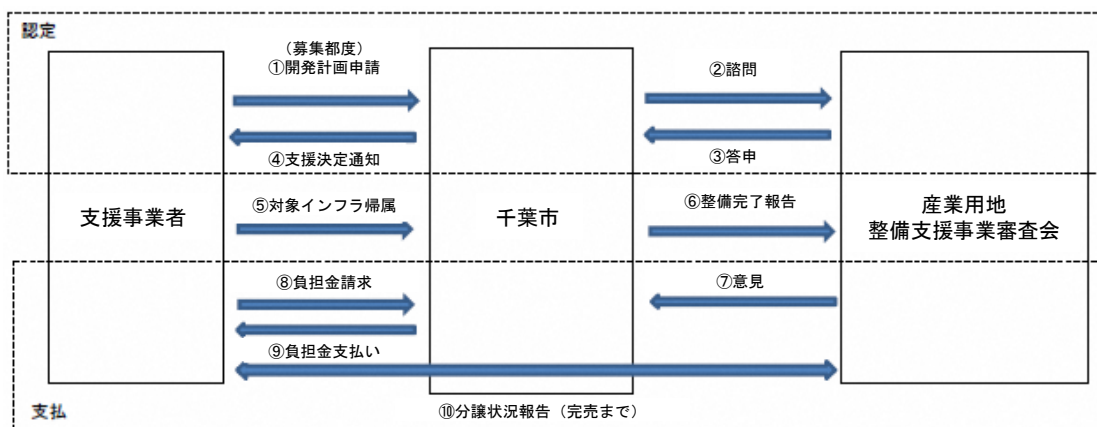 認定
（募集都度）
①開発計画申請
②諮問
④支援決定通知
③答申
支援事業者
⑤対象インフラ帰属
千葉市
⑥整備完了報告
産業用地
整備支援事業審査会
⑧負担金請求
⑦意見
⑨負担金支払い
支払
⑩分譲状況報告（完売まで）